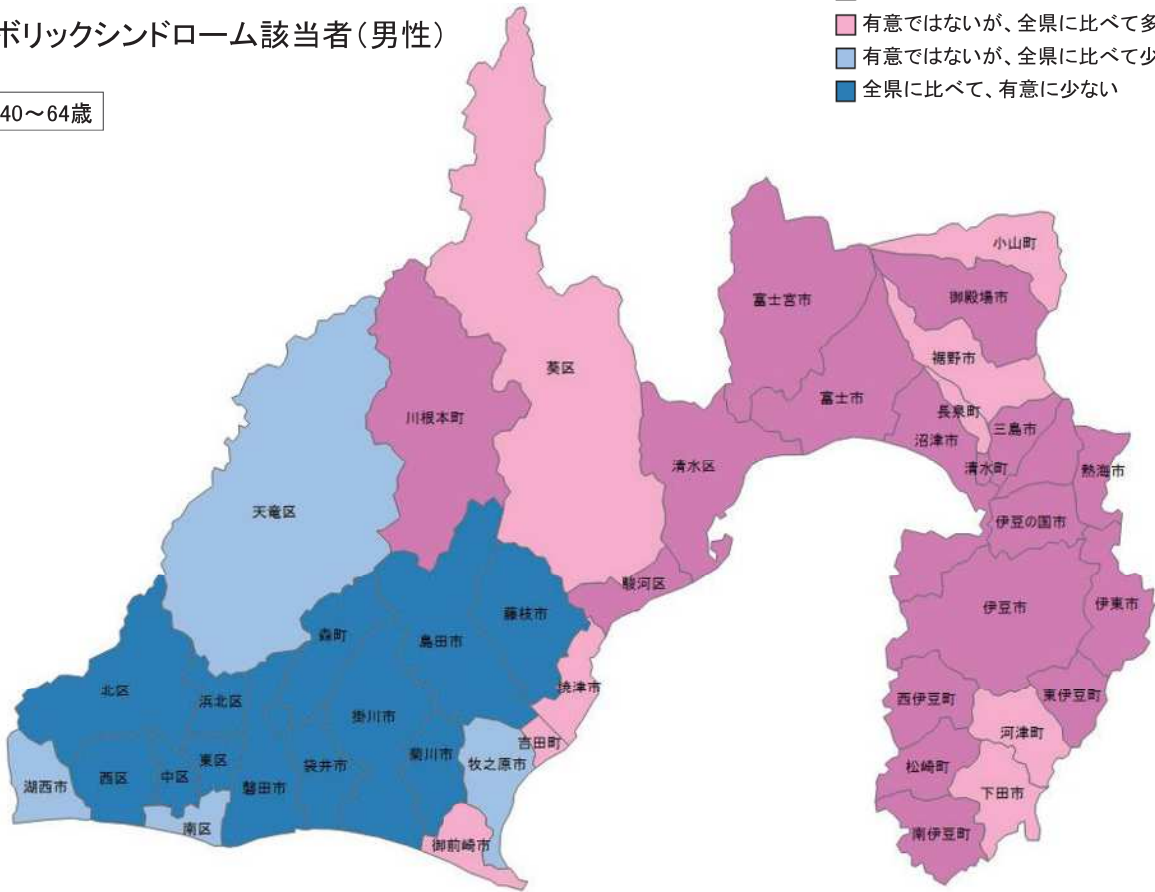 ボリックシンドローム該当者(男性)
40～64歳
有意ではないが、全県に比べて多
有意ではないが、全県に比べて少
全県に比べて、有意に少ない
小山町
富士宮市
御殿場市
裾野市
葵区
富士市
長泉町
川根本町
三島市
沼津市
清水区
清水町
熱海市
天竜区
伊豆の国市
駿河区
伊豆市
伊東市
藤枝市
森町
島田市
焼津市
北区
浜北区
西伊豆町
東伊豆町
掛川市
河津町
吉田町
菊川市
東区
牧之原市
袋井市
松崎町
西区
中区
湖西市
磐田市
下田市
南区
御前崎市
南伊豆町